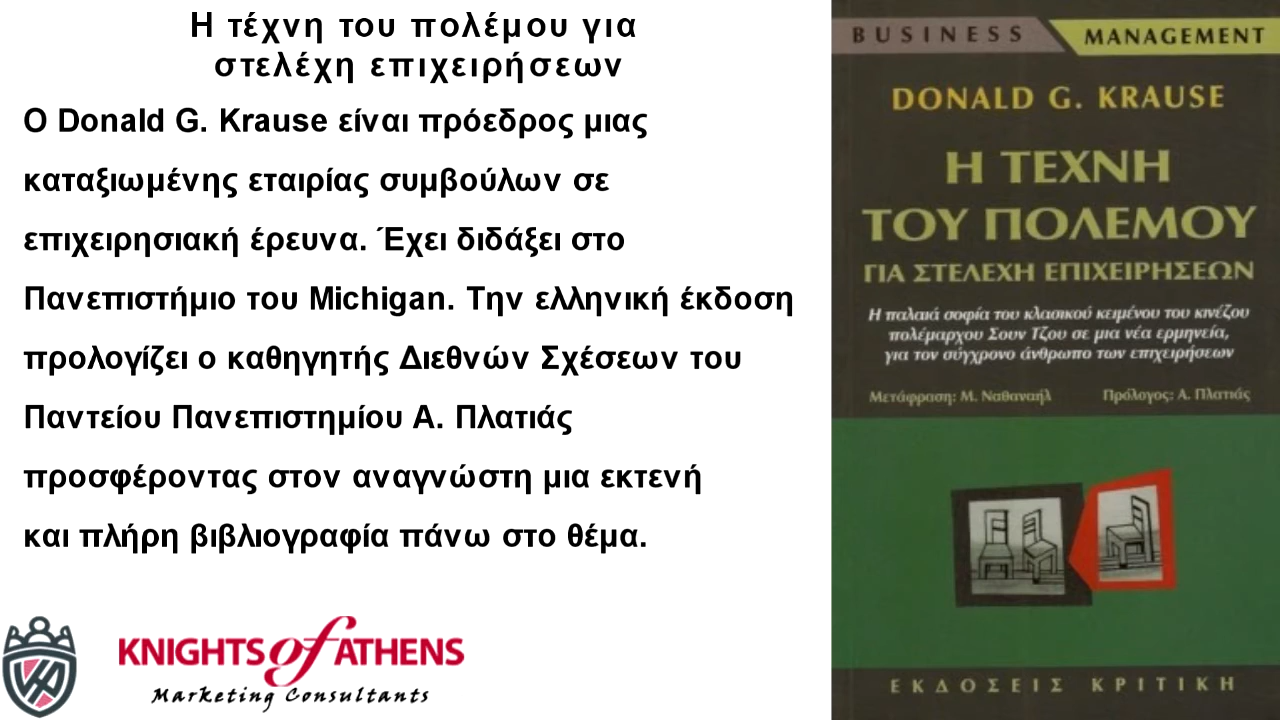 Η τέχνη του πολέμου για
στελέχη επιχειρήσεων
Ο Donald G. Krause είναι πρόεδρος μιας
καταξιωμένης εταιρίας συμβούλων σε
επιχειρησιακή έρευνα. Έχει διδάξει στο
Πανεπιστήμιο του Michigan. Την ελληνική έκδοση
προλογίζει ο καθηγητής Διεθνών Σχέσεων του
Παντείου Πανεπιστημίου Α. Πλατιάς
προσφέροντας στον αναγνώστη μια εκτενή
και πλήρη βιβλιογραφία πάνω στο θέμα.
KNIGHTS of ATHENS
Marketing Consultants
BUSINESS MANAGEMENT
DONALD G. KRAUSE
Η ΤΕΧΝΗ
ΤΟΥ ΠΟΛΕΜΟΥ
ΓΙΑ ΣΤΕΛΕΧΗ ΕΠΙΧΕΙΡΗΣΕΩΝ
Η παλαιά σοφία του κλασικού κειμένου του κινέζου
πολέμαρχου Σουν Τζου σε μια νέα ερμηνεία,
για τον σύγχρονο άνθρωπο των επιχειρήσεων
Μετάφραση: Μ. Ναθαναήλ Πρόλογος: Α. Πλατιάς
ΕΚΔΟΣΕΙΣ ΚΡΙΤΙΚΗ